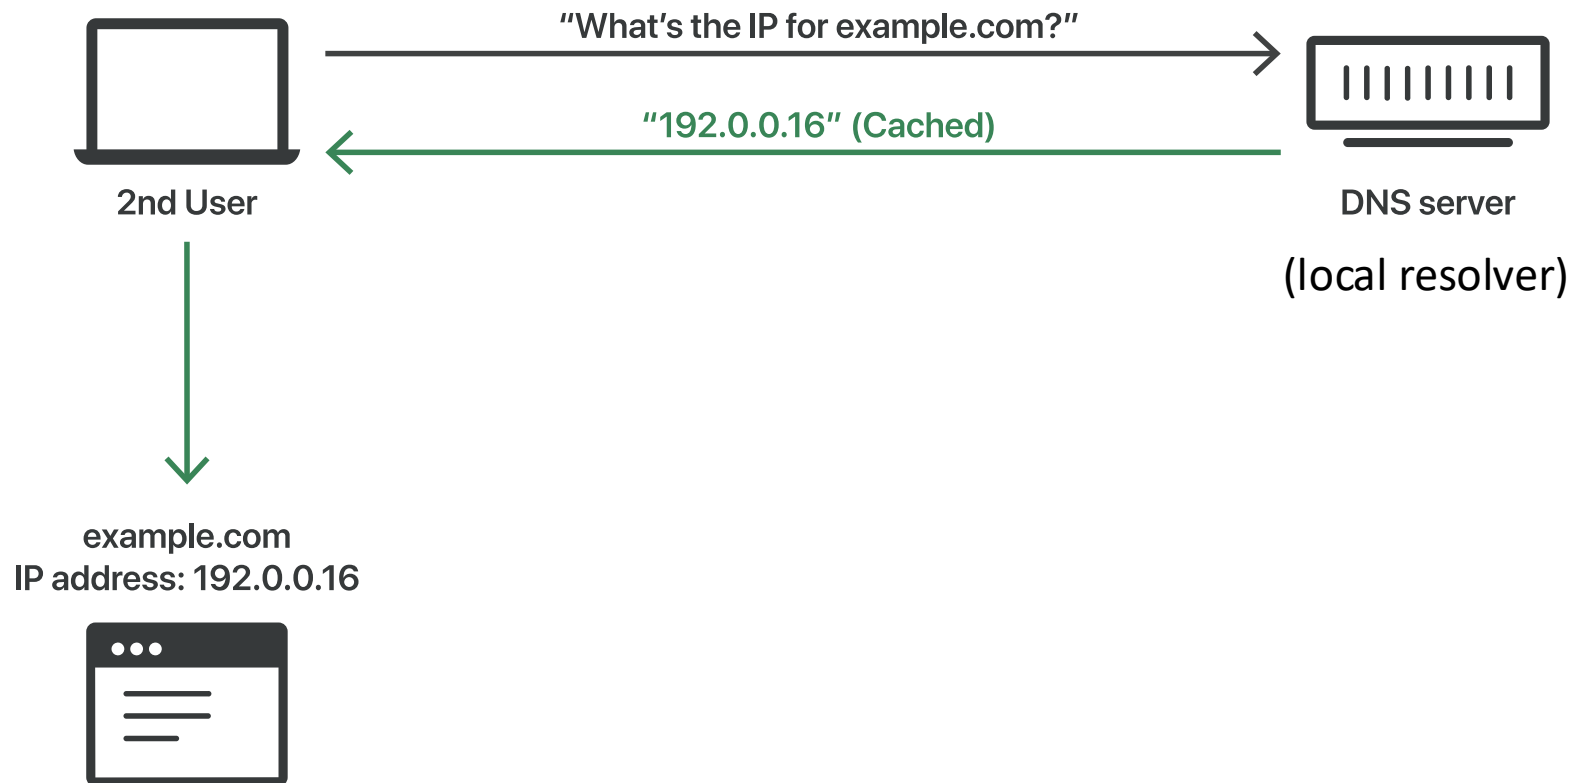 “What’s the IP for example.com?”
“192.0.0.16” (Cached)
2nd User
DNS server
(local resolver)
example.com
IP address: 192.0.0.16